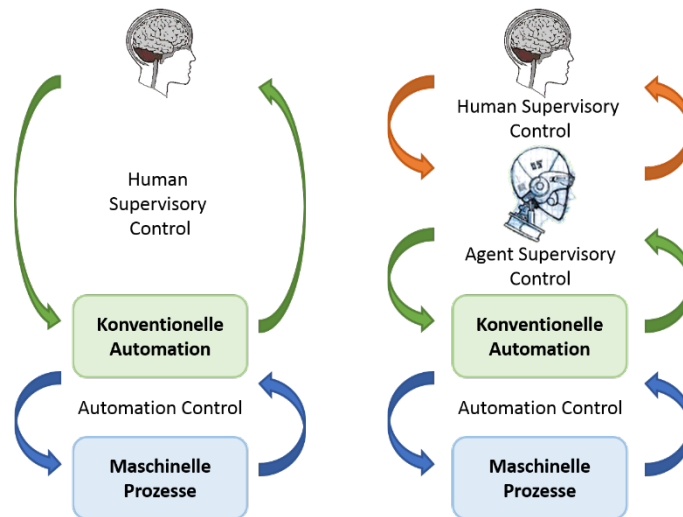 Human
Supervisory
Control
Konventionelle
Automation
Automation Control
Maschinelle
Prozesse
Human Supervisory
Control
Agent Supervisory
Control
Konventionelle
Automation
Automation Control
Maschinelle
Prozesse